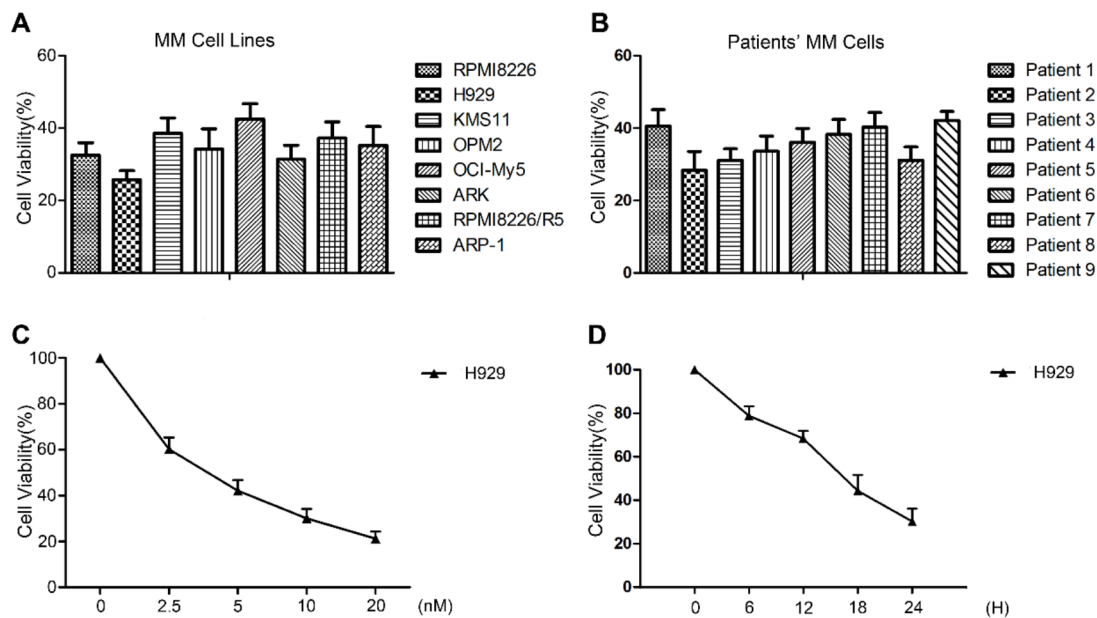 A
MM Cell Lines
Cell Viability(%)
60
40
20
0
RPMI8226
H929
KMS11
OPM2
OCI-My5
ARK
RPMI8226/R5
ARP-1
B
Patients' MM Cells
Cell Viability(%)
60
40
20
0
Patient 1
Patient 2
Patient 3
Patient 4
Patient 5
Patient 6
Patient 7
Patient 8
Patient 9
C
Cell Viability(%)
100
80
60
40
20
0
0 2.5 5 10 20 (nM)
H929
D
Cell Viability(%)
100
80
60
40
20
0
0 6 12 18 24 (H)
H929